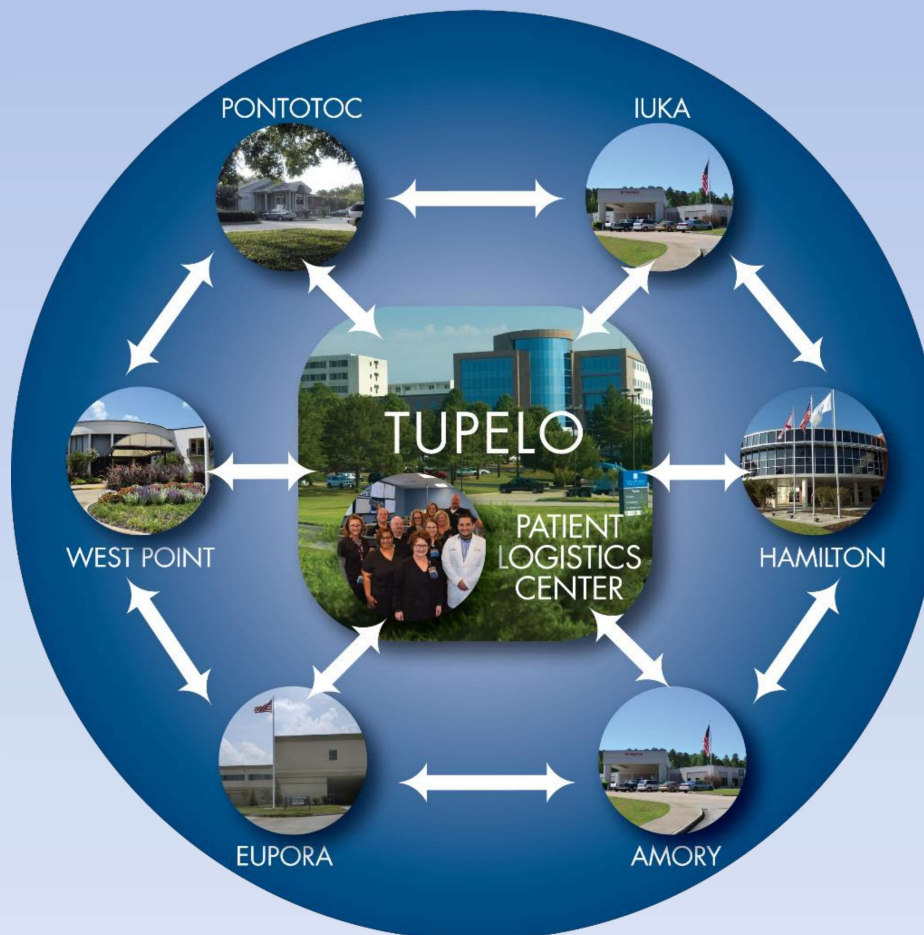 PONTOTOC
IUKA
TUPELO
PATIENT
LOGISTICS
CENTER
WEST POINT
HAMILTON
EUPORA
AMORY